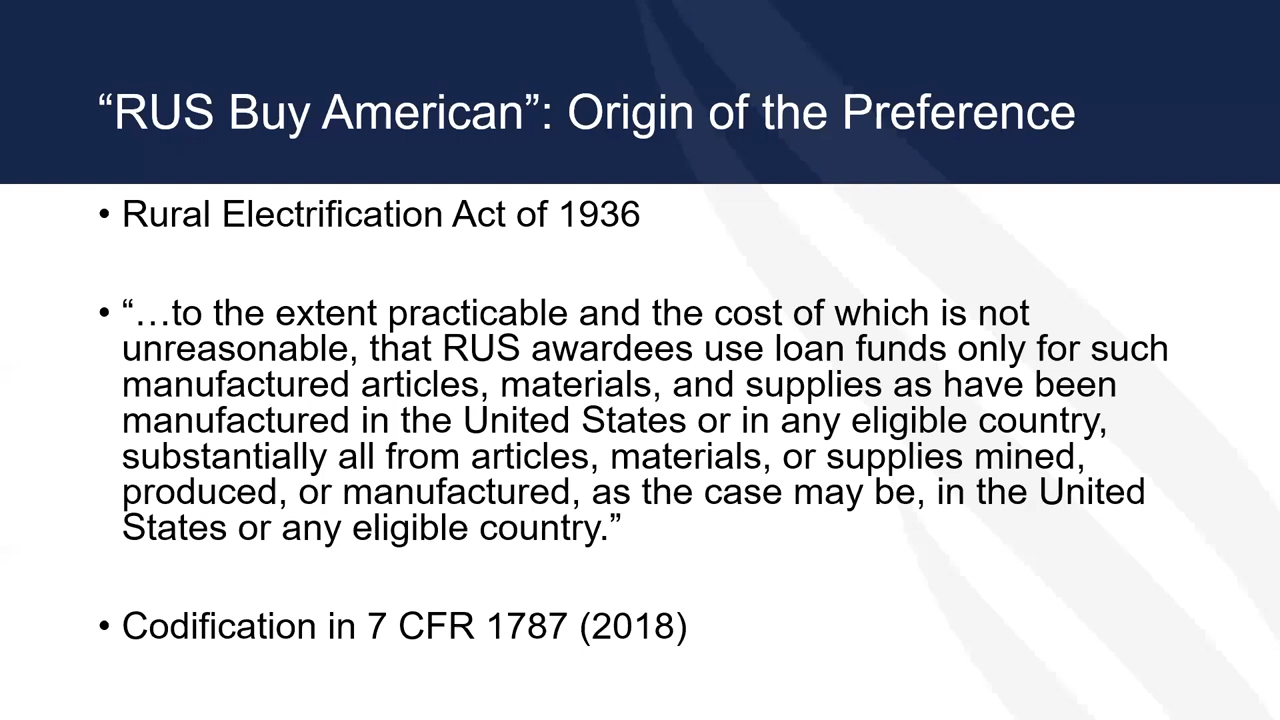 “RUS Buy American”: Origin of the Preference
• Rural Electrification Act of 1936
• “…to the extent practicable and the cost of which is not
unreasonable, that RUS awardees use loan funds only for such
manufactured articles, materials, and supplies as have been
manufactured in the United States or in any eligible country,
substantially all from articles, materials, or supplies mined,
produced, or manufactured, as the case may be, in the United
States or any eligible country.”
• Codification in 7 CFR 1787 (2018)